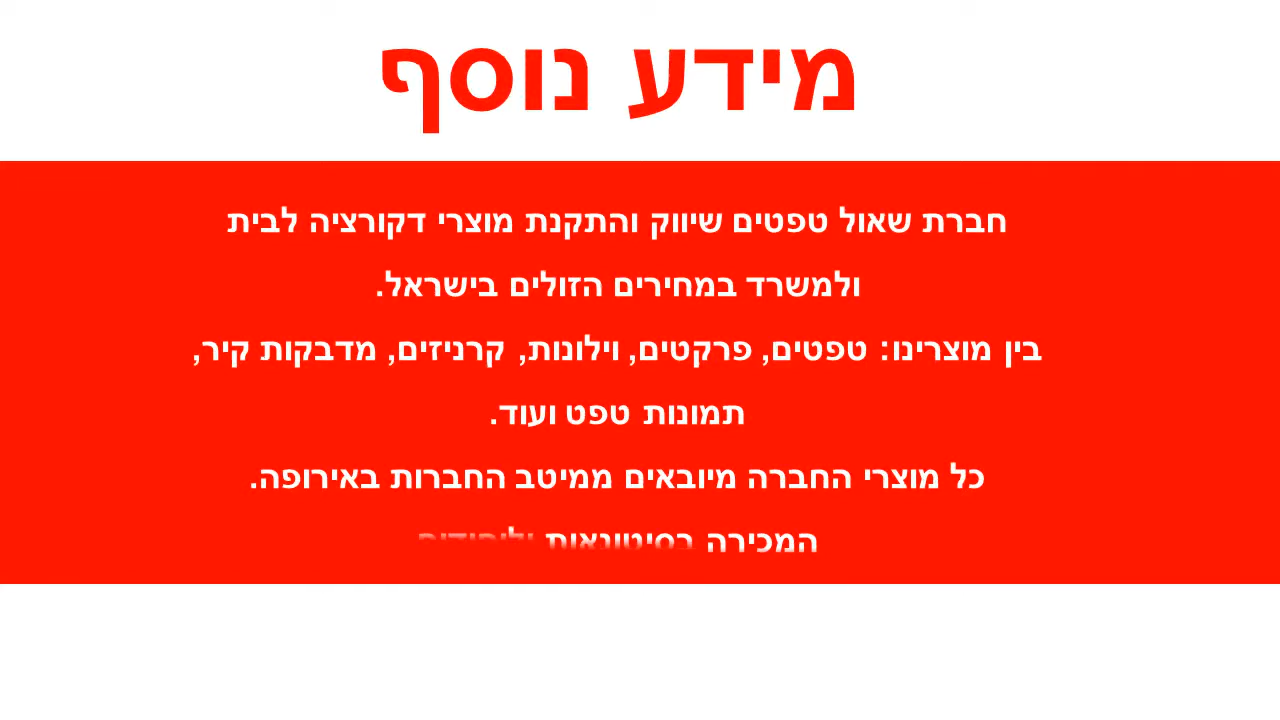 מידע נוסף
חברת שאול טפטים שיווק והתקנת מוצרי דקורציה לבית
ולמשרד במחירים הזולים בישראל.
בין מוצרינו: טפטים, פרקטים, וילונות, קרניזים, מדבקות קיר,
תמונות טפט ועוד.
כל מוצרי החברה מיובאים ממיטב החברות באירופה.
המכירה בסיטונאות